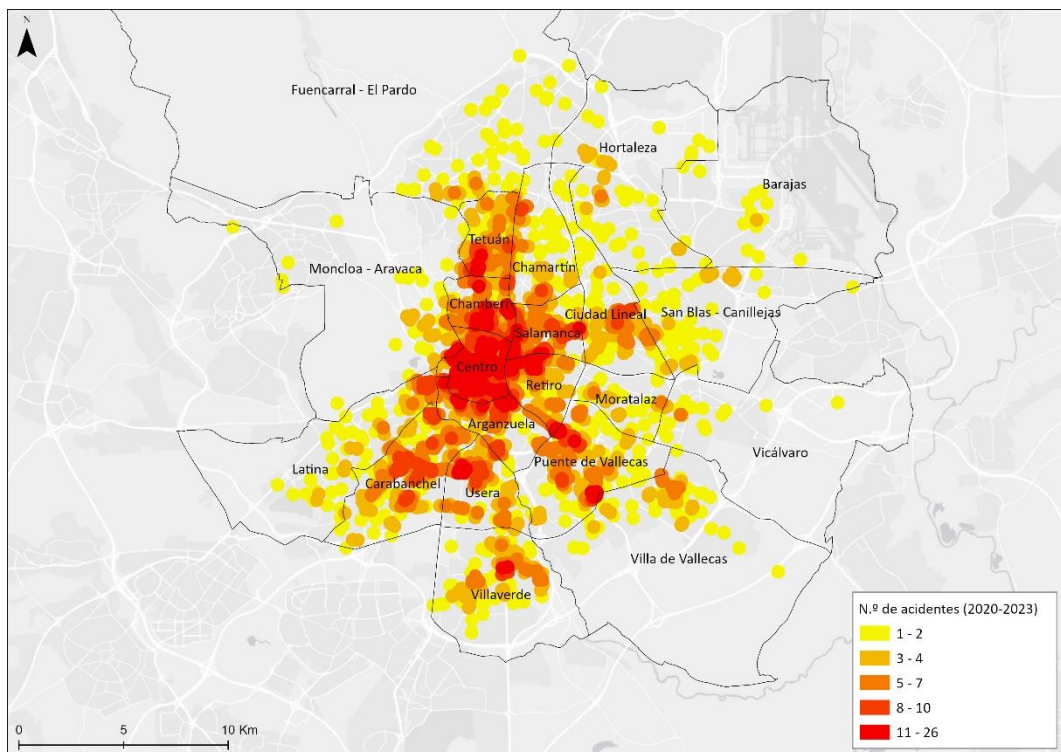 N
Fuencarral - El Pardo
Hortaleza
Barajas
Tetuán
Moncloa - Aravaca
Chamartín
Chamberí
Ciudad Lineal
San Blas - Canillejas
Salamanca
Centro
Retiro
Moratalaz
Arganzuela
Vicálvaro
Puente de Vallecas
Latina
Carabanchel
Usera
Villa de Vallecas
Villaverde
N.º de acidentes (2020-2023)
1 - 2
3 - 4
5 - 7
8 - 10
11 - 26
0 5 10 Km